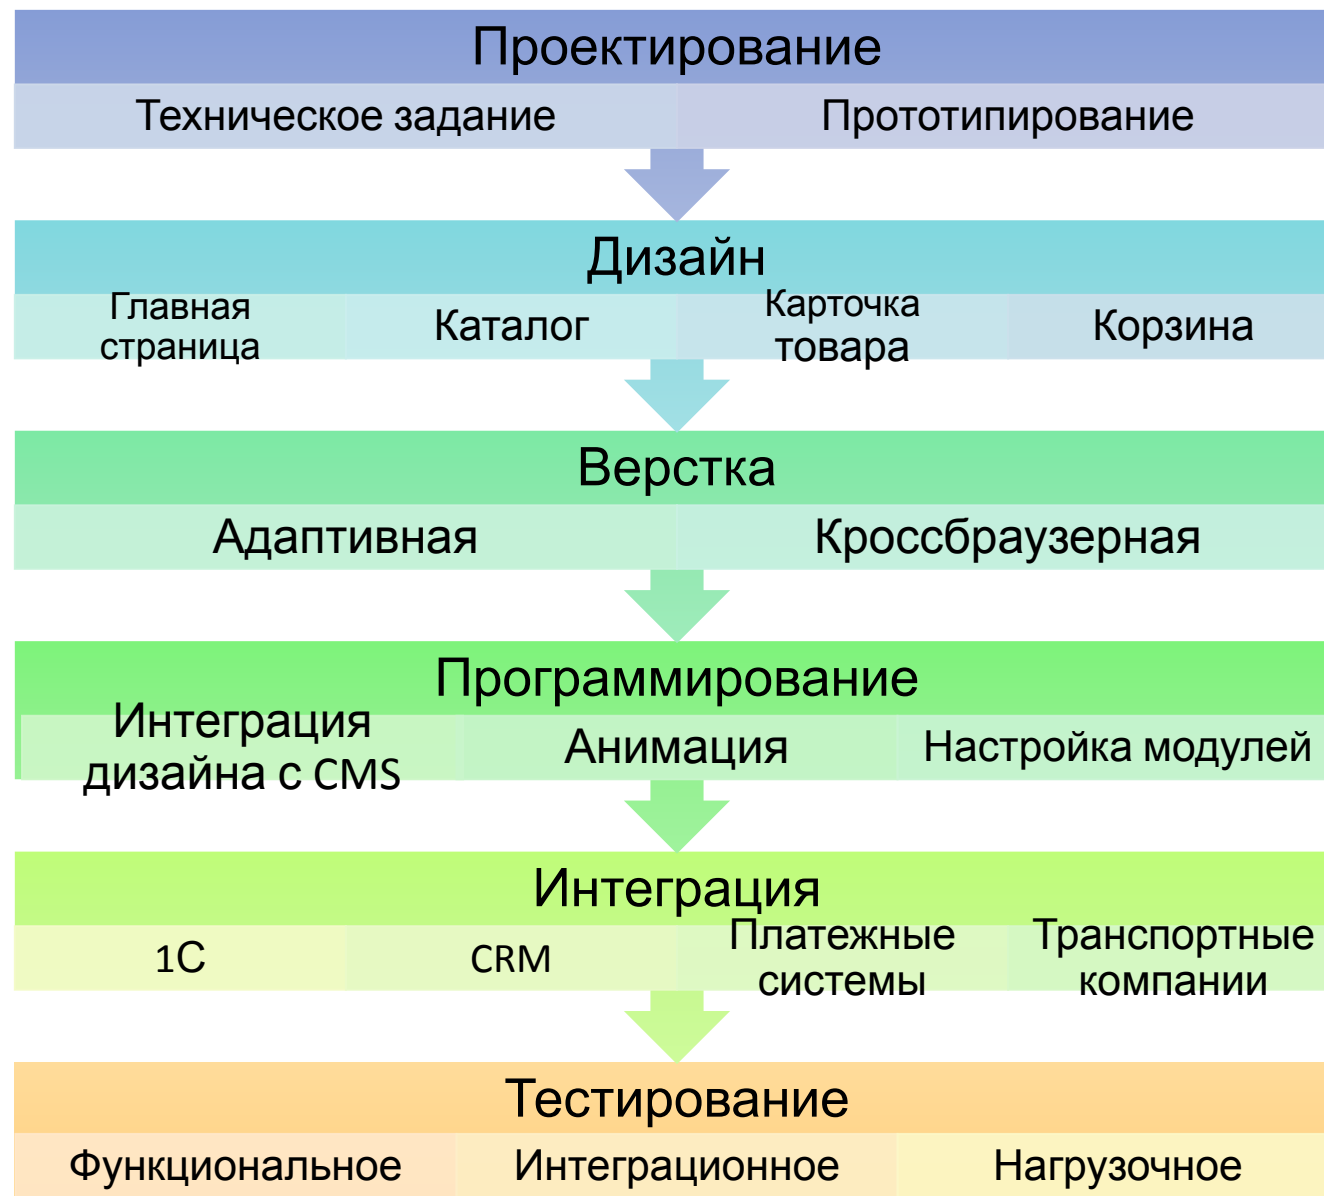 Проектирование
Техническое задание
Прототипирование
Дизайн
Главная
страница
Каталог
Карточка
товара
Корзина
Верстка
Адаптивная
Кроссбраузерная
Программирование
Интеграция
дизайна с CMS
Анимация
Настройка модулей
Интеграция
1С
CRM
Платежные
системы
Транспортные
компании
Тестирование
Функциональное
Интеграционное
Нагрузочное